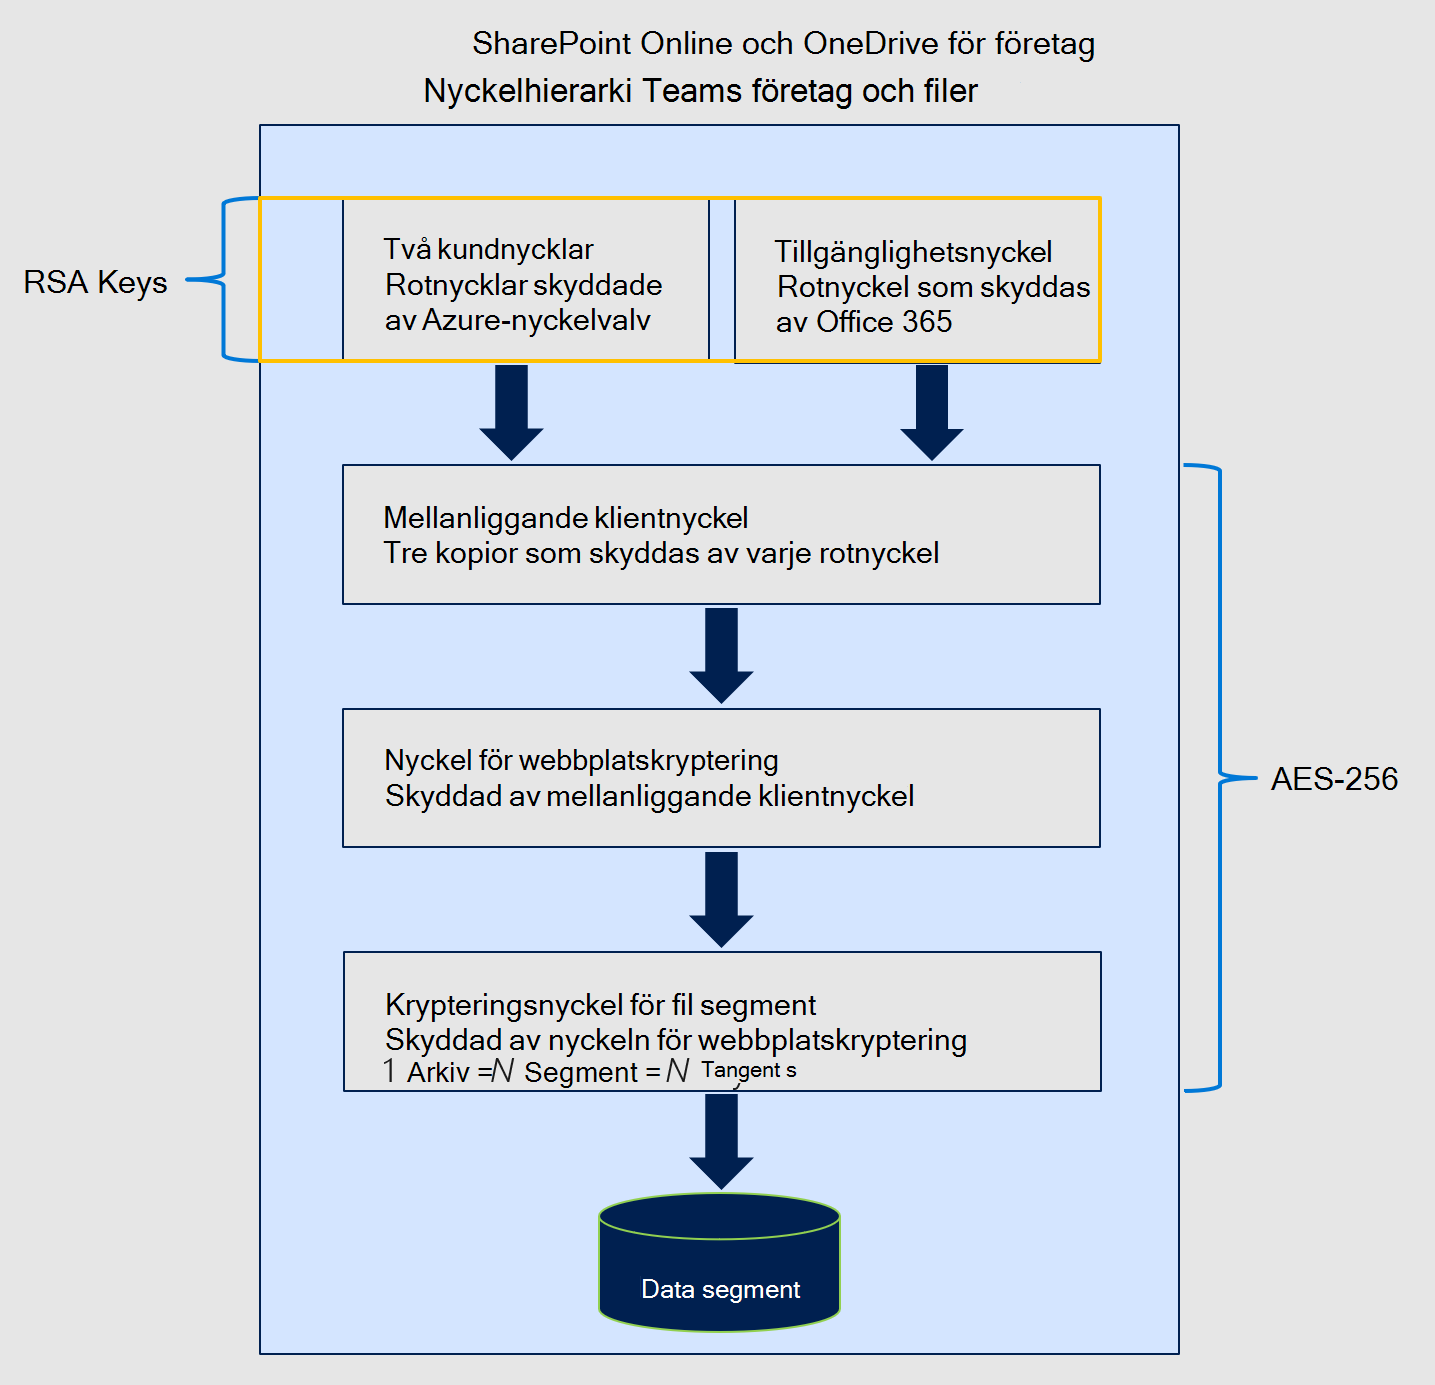 SharePoint Online och OneDrive för företag
Nyckelhierarki Teams företag och filer
RSA Keys
Två kundnycklar
Rotnycklar skyddade
av Azure-nyckelvalv
Tillgänglighetsnyckel
Rotnyckel som skyddas
av Office 365
Mellanliggande klientnyckel
Tre kopior som skyddas av varje rotnyckel
Nyckel för webbplatskryptering
Skyddad av mellanliggande klientnyckel
AES-256
Krypteringsnyckel för fil segment
Skyddad av nyckeln för webbplatskryptering
1 Arkiv =N Segment = N Tangent s
Data segment